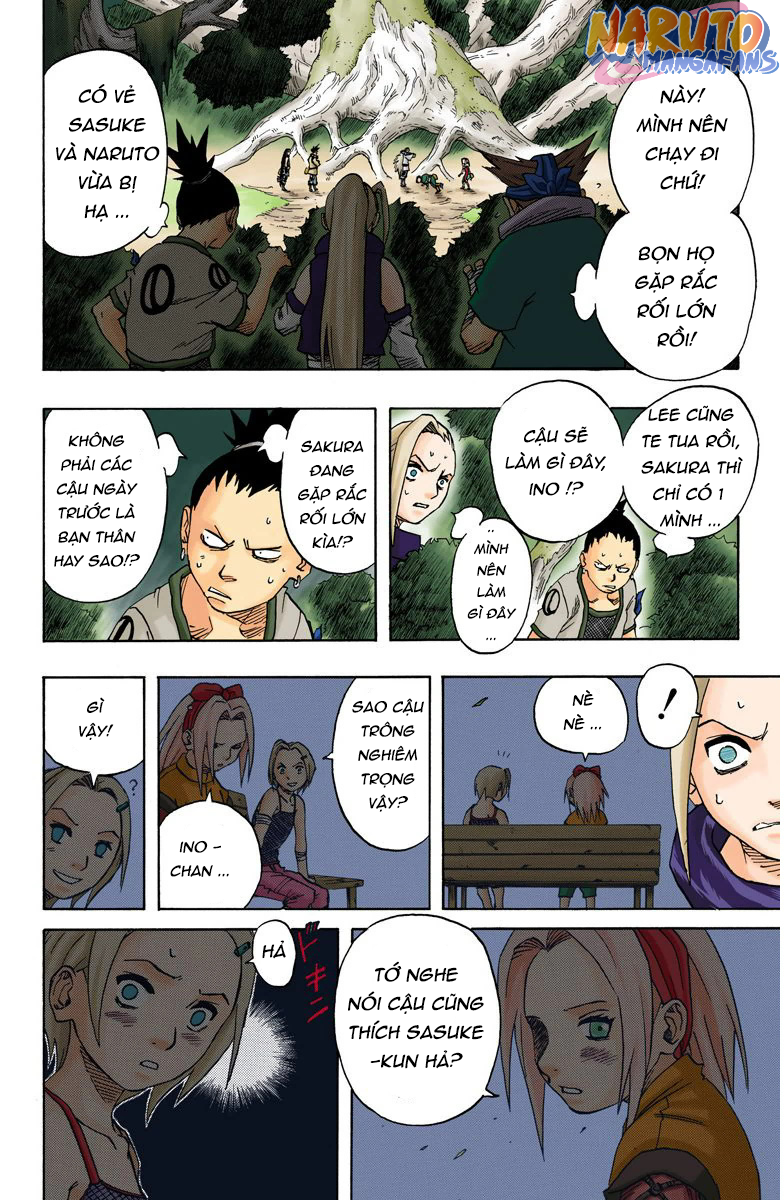 NARUTO
MANGAFANS
NÀY!
MÌNH NÊN
CHẠY ĐI
CHỨ!
BỌN HỌ
GẶP RẮC
RỐI LỚN
RỒI!
CÓ VẺ
SASUKE
VÀ NARUTO
VỪA BỊ
HẠ ...
LEE CŨNG
TE TUA RỒI,
SAKURA THÌ
CHỈ CÓ 1
MÌNH ...
CẬU SẼ
LÀM GÌ ĐÂY,
INO !?
..
MÌNH
NÊN
LÀM
GÌ ĐÂY
...
SAKURA
ĐANG
GẶP RẮC
RỐI LỚN
KÌA!?
KHÔNG
PHẢI CÁC
CẬU NGÀY
TRƯỚC LÀ
BẠN THÂN
HAY SAO!?
!
NÈ
NÈ ...
SAO CẬU
TRÔNG
NGHIÊM
TRỌNG
VẬY?
INO -
CHAN ...
GÌ
VẬY!
?
TỚ NGHE
NÓI CẬU CŨNG
THÍCH SASUKE
-KUN HẢ?
HẢ
ドキン